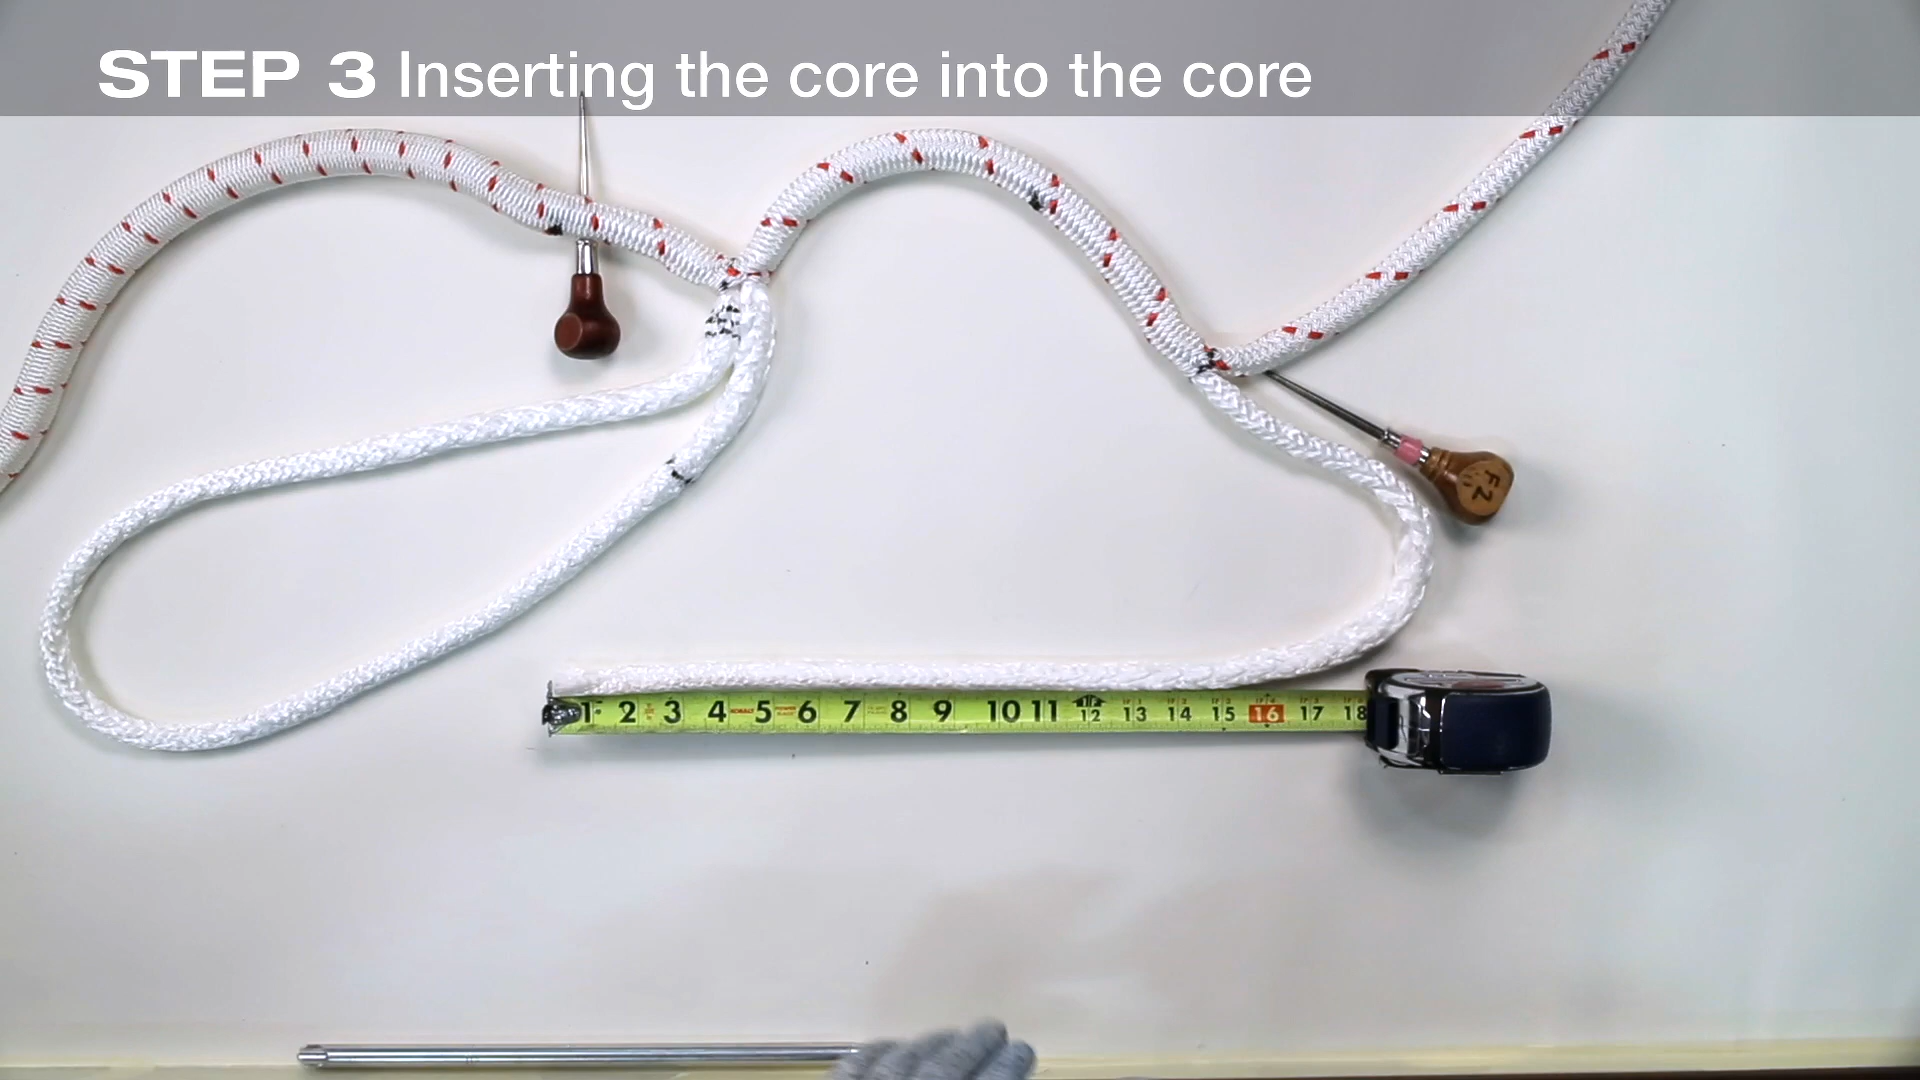 STEP 3 Inserting the core into the core
F2
1 2 3 4 5 6 7 8 9 10 11 12 13 14 15 16 17 18